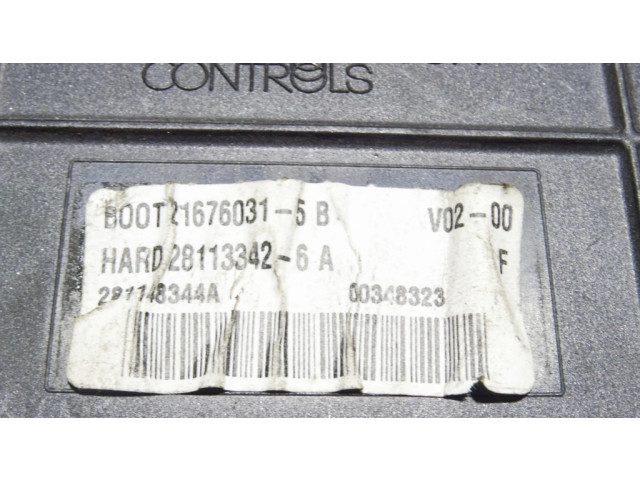 CONTROLS
BOOT 21676031-5 B V02-00
HARD 28113342-6 A F
00348323